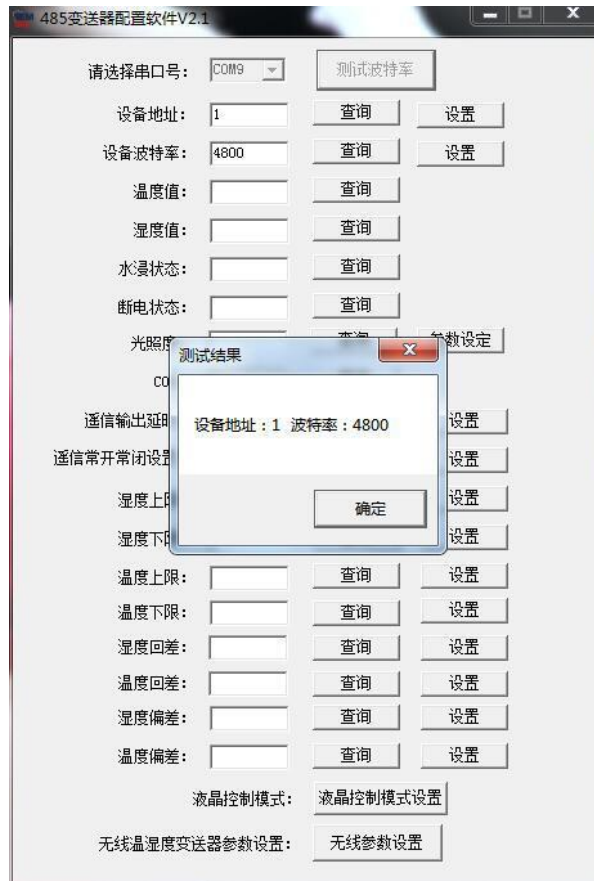 485变送器配置软件V2.1
请选择串口号： COM9 测试波特率
设备地址： 1 查询 设置
设备波特率： 4800 查询 设置
温度值： 查询
湿度值： 查询
水浸状态： 查询
断电状态： 查询
光照度 查询 参数设定
测试结果
CO
设备地址：1 波特率：4800
遥信输出延时 设置
遥信常开常闭设置 设置
湿度上限 设置
确定
湿度下限 设置
温度上限： 查询 设置
温度下限： 查询 设置
湿度回差： 查询 设置
温度回差： 查询 设置
湿度偏差： 查询 设置
温度偏差： 查询 设置
液晶控制模式： 液晶控制模式设置
无线温湿度变送器参数设置： 无线参数设置